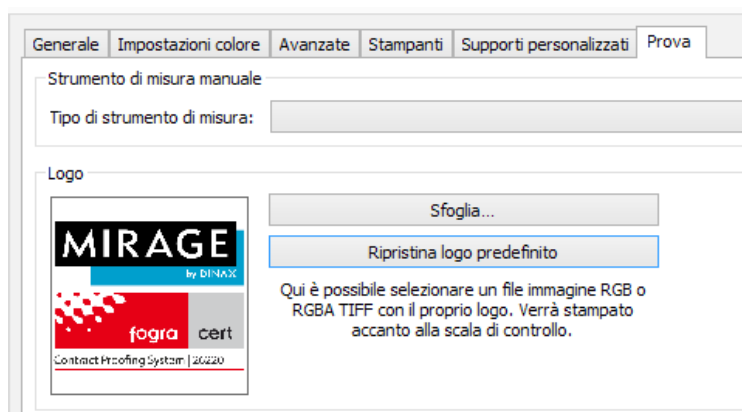 Generale Impostazioni colore Avanzate Stampanti Supporti personalizzati Prova
Strumento di misura manuale
Tipo di strumento di misura:
Logo
Sfoglia...
MIRAGE
by DINAX
Ripristina logo predefinito
Qui è possibile selezionare un file immagine RGB o
RGBA TIFF con il proprio logo. Verrà stampato
accanto alla scala di controllo.
fogra cert
Contract Proofing System | 26220